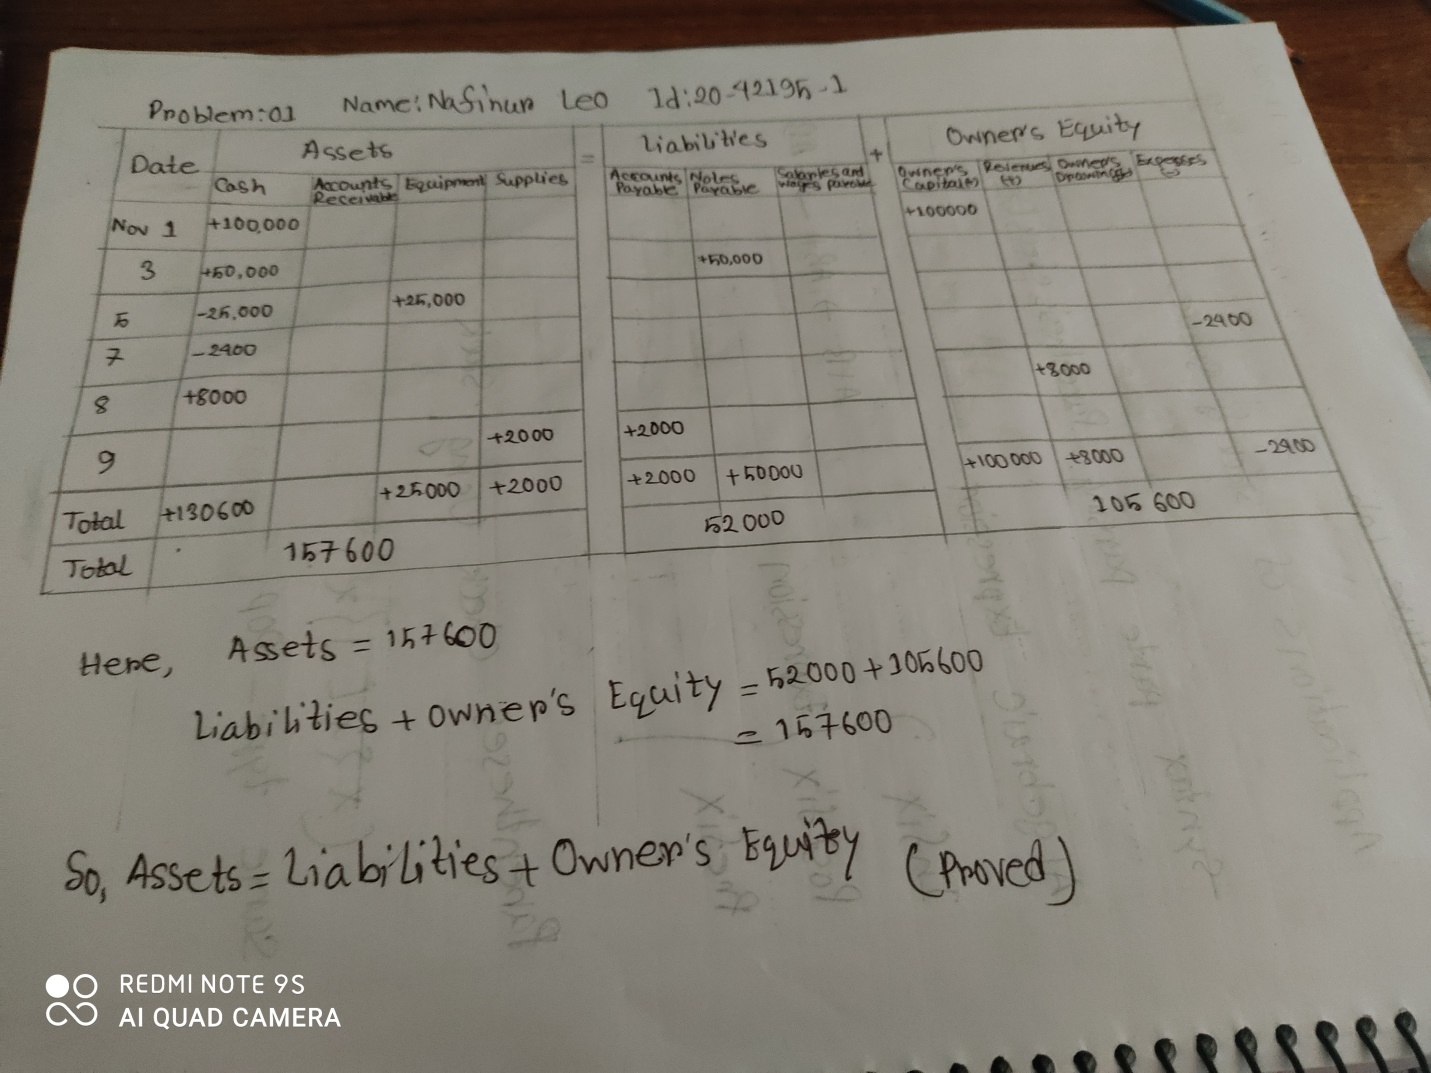 Problem:01 Name: Nafinur Leo Id:20-42195-1
Date Assets = Liabilities + Owner's Equity
Cash Accounts Receivable Equipment Supplies Accounts Payable Notes Payable Salaries and Wages payable Owner's Capital(+) Revenues (+) Owner's Expenses (-)
Nov 1 +100,000 +100000
3 +50,000 +50,000
5 -25,000 +25,000
7 -2400 -2400
8 +8000 +8000
9 +2000 +2000
Total +130600 +25000 +2000 +2000 +50000 +100000 +8000 -2400
Total 157600 52000 105600
Here, Assets = 157600
Liabilities + Owner's Equity = 52000 + 105600
= 157600
So, Assets = Liabilities + Owner's Equity (Proved)
REDMI NOTE 9S
AI QUAD CAMERA